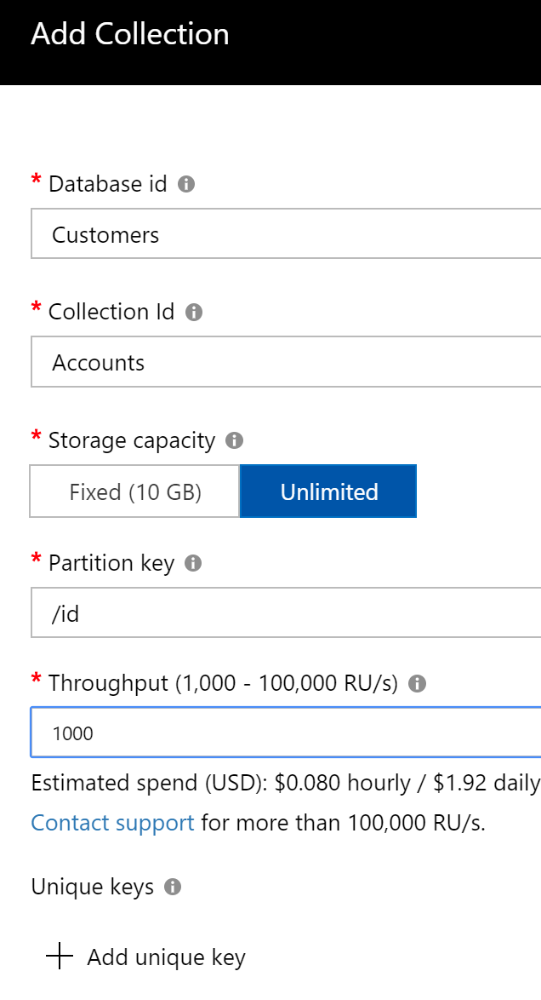 Add Collection
* Database id
Customers
* Collection Id
Accounts
* Storage capacity
Fixed (10 GB) Unlimited
* Partition key
/id
* Throughput (1,000 - 100,000 RU/s)
1000
Estimated spend (USD): $0.080 hourly / $1.92 daily
Contact support for more than 100,000 RU/s.
Unique keys
+ Add unique key